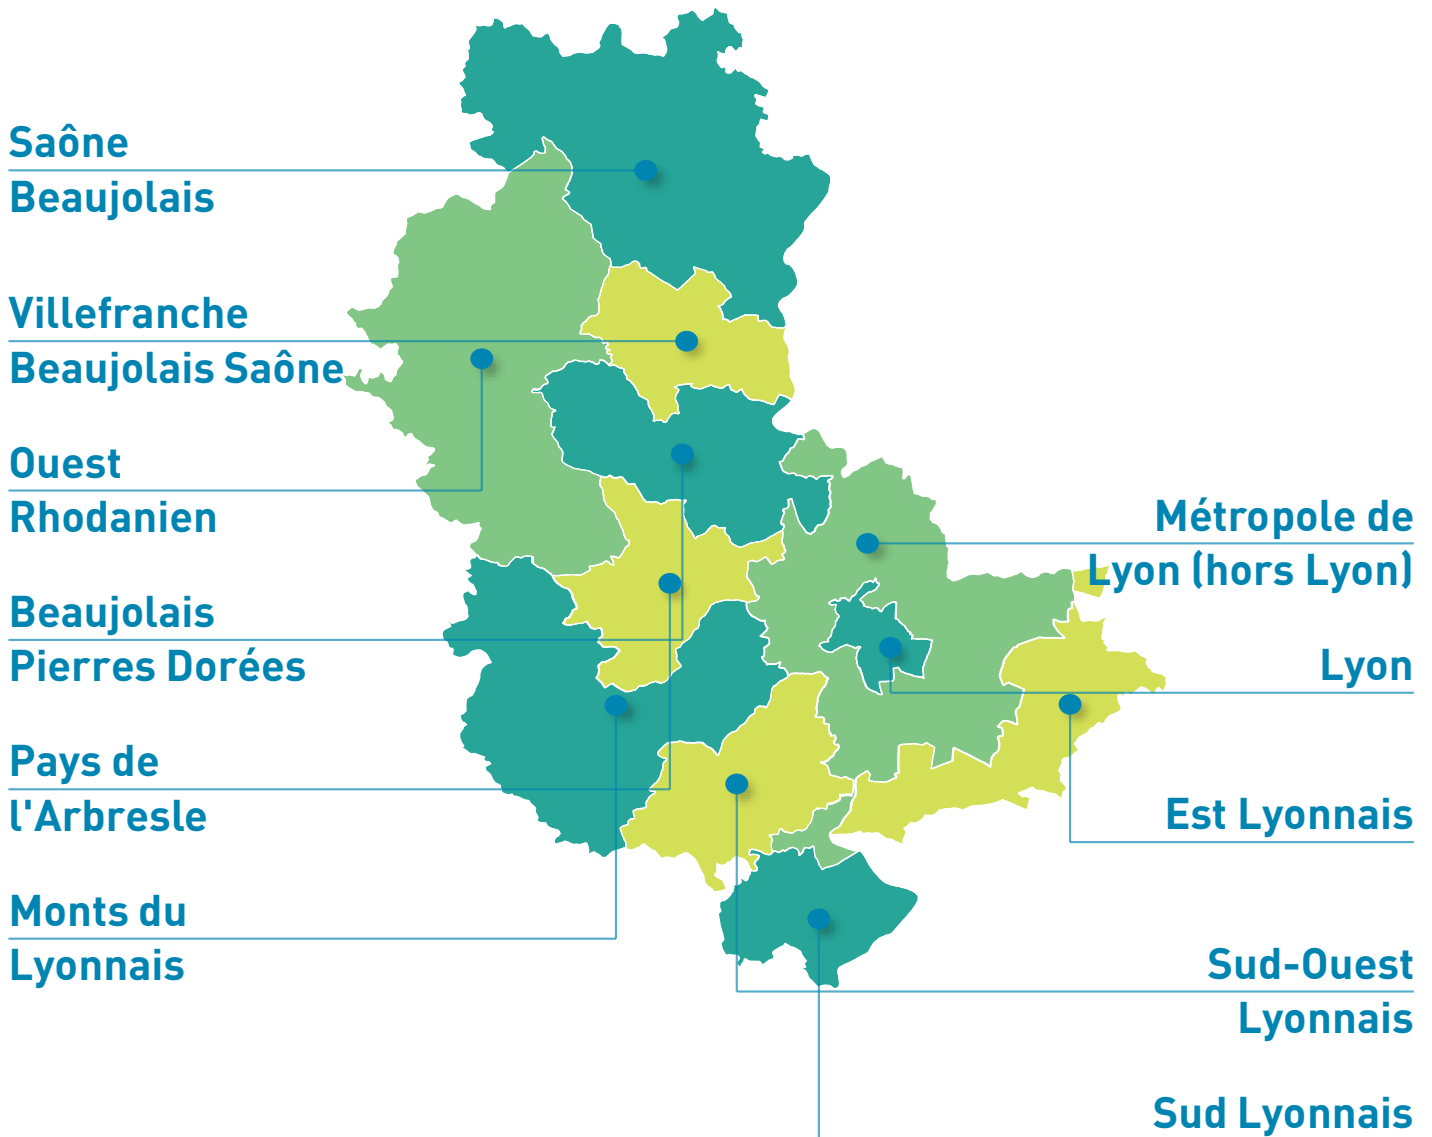 Saône
Beaujolais
Villefranche
Beaujolais Saône
Ouest
Rhodanien
Beaujolais
Pierres Dorées
Pays de
l'Arbresle
Monts du
Lyonnais
Métropole de
Lyon (hors Lyon)
Lyon
Est Lyonnais
Sud-Ouest
Lyonnais
Sud Lyonnais